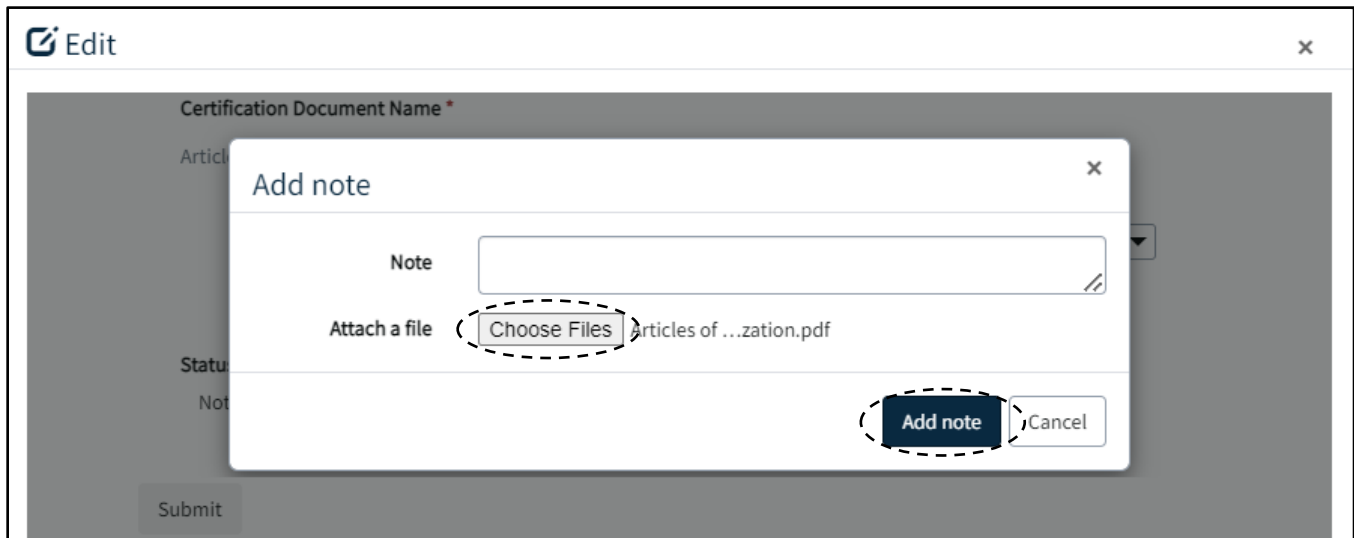 Edit
×
Certification Document Name *
Articl
Add note
×
Note
Attach a file Choose Files Articles of ...zation.pdf
Statu
Not
Add note Cancel
Submit